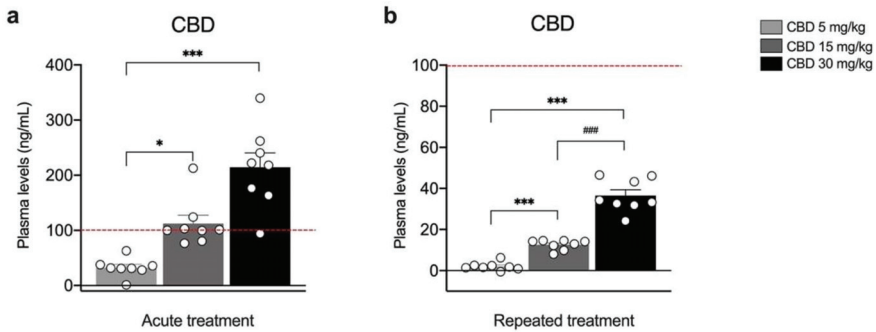 a
CBD
Plasma levels (ng/mL)
400
300
200
100
0
***
*
Acute treatment
b
CBD
Plasma levels (ng/mL)
100
80
60
40
20
0
***
###
***
Repeated treatment
CBD 5 mg/kg
CBD 15 mg/kg
CBD 30 mg/kg